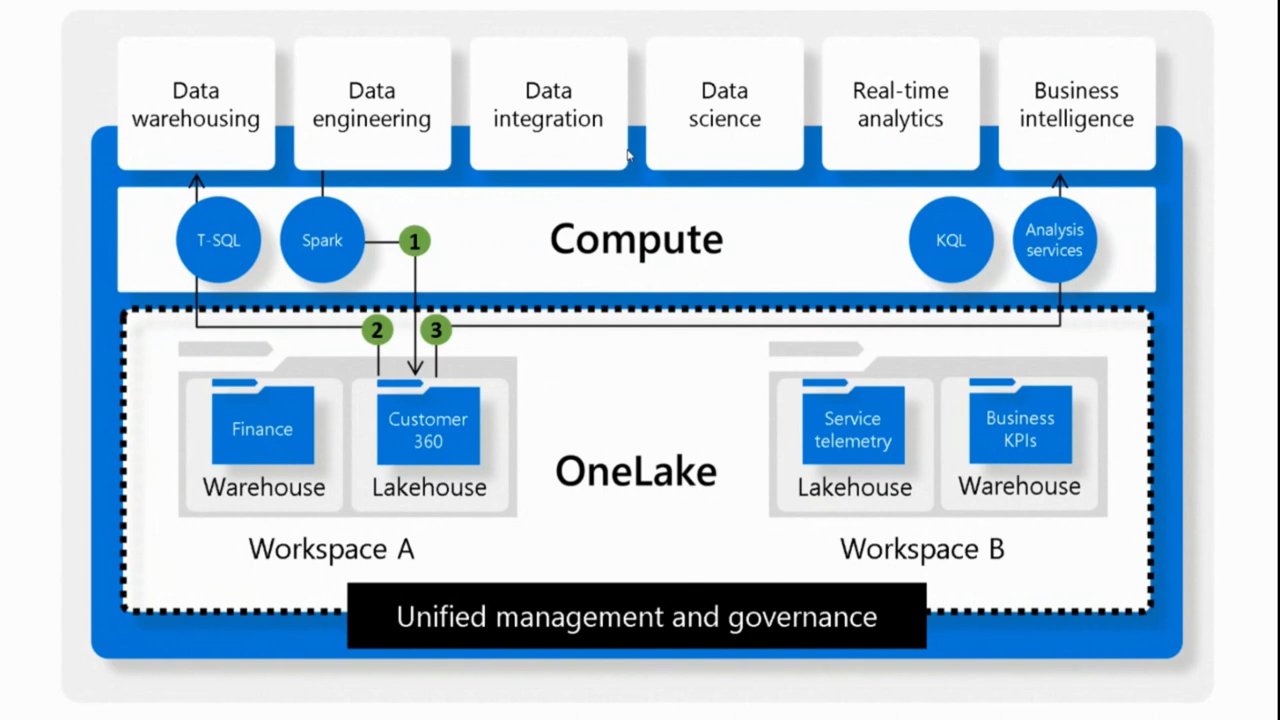 Data
warehousing
Data
engineering
Data
integration
Data
science
Real-time
analytics
Business
intelligence
T-SQL
Spark
1
Compute
KQL
Analysis
services
2
3
Finance
Warehouse
Customer
360
Lakehouse
OneLake
Service
telemetry
Lakehouse
Business
KPIs
Warehouse
Workspace A
Workspace B
Unified management and governance